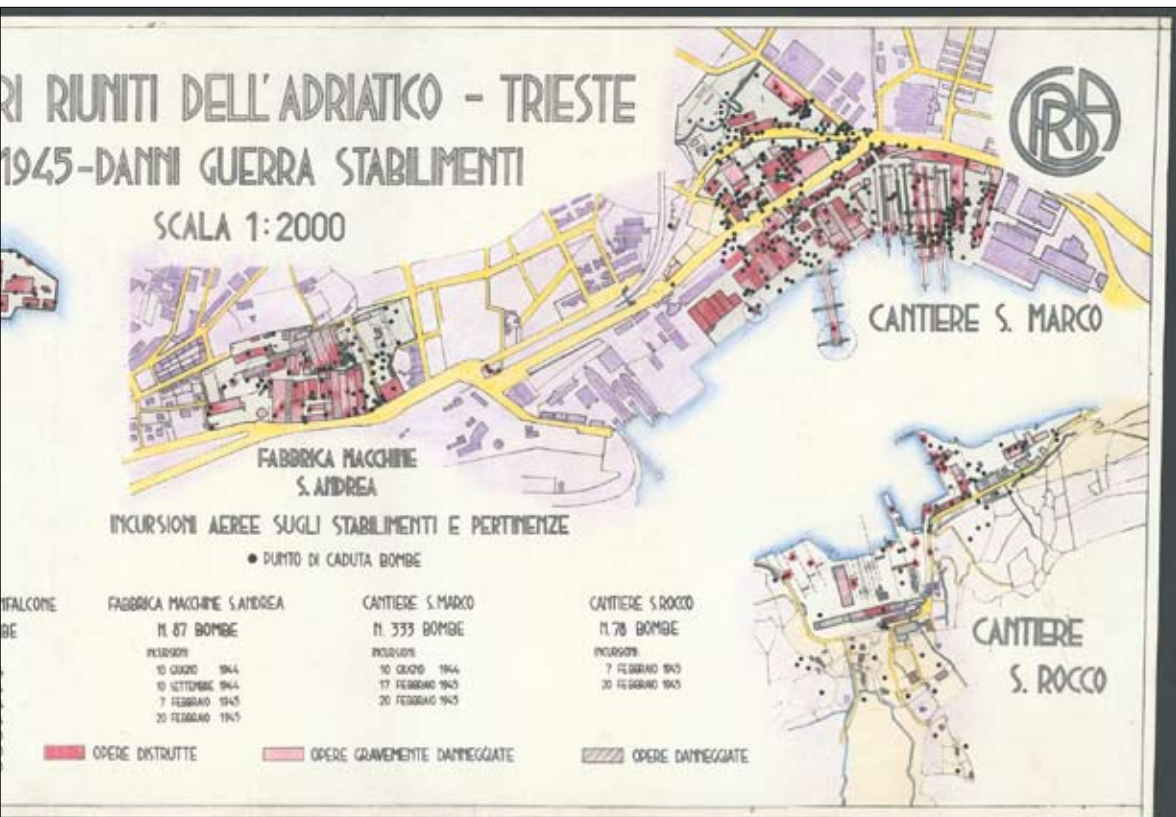 RI RIUNITI DELL'ADRIATICO - TRIESTE
1945-DANNI GUERRA STABILIMENTI
SCALA 1:2000
CRDA
CANTIERE S. MARCO
FABBRICA MACCHINE
S. ANDREA
INCURSIONI AEREE SUGLI STABILIMENTI E PERTINENZE
● PUNTO DI CADUTA BOMBE
CANTIERE
S. ROCCO
NFALCONE
BE
FABBRICA MACCHINE S.ANDREA
N. 87 BOMBE
INCURSIONI
10 GIUGNO 1944
10 SETTEMBRE 1944
7 FEBBRAIO 1945
20 FEBBRAIO 1945
CANTIERE S.MARCO
N. 333 BOMBE
INCURSIONI
10 GIUGNO 1944
17 FEBBRAIO 1945
20 FEBBRAIO 1945
CANTIERE S.ROCCO
N.78 BOMBE
INCURSIONI
7 FEBBRAIO 1945
20 FEBBRAIO 1945
OPERE DISTRUTTE
OPERE GRAVEMENTE DANNEGGIATE
OPERE DANNEGGIATE